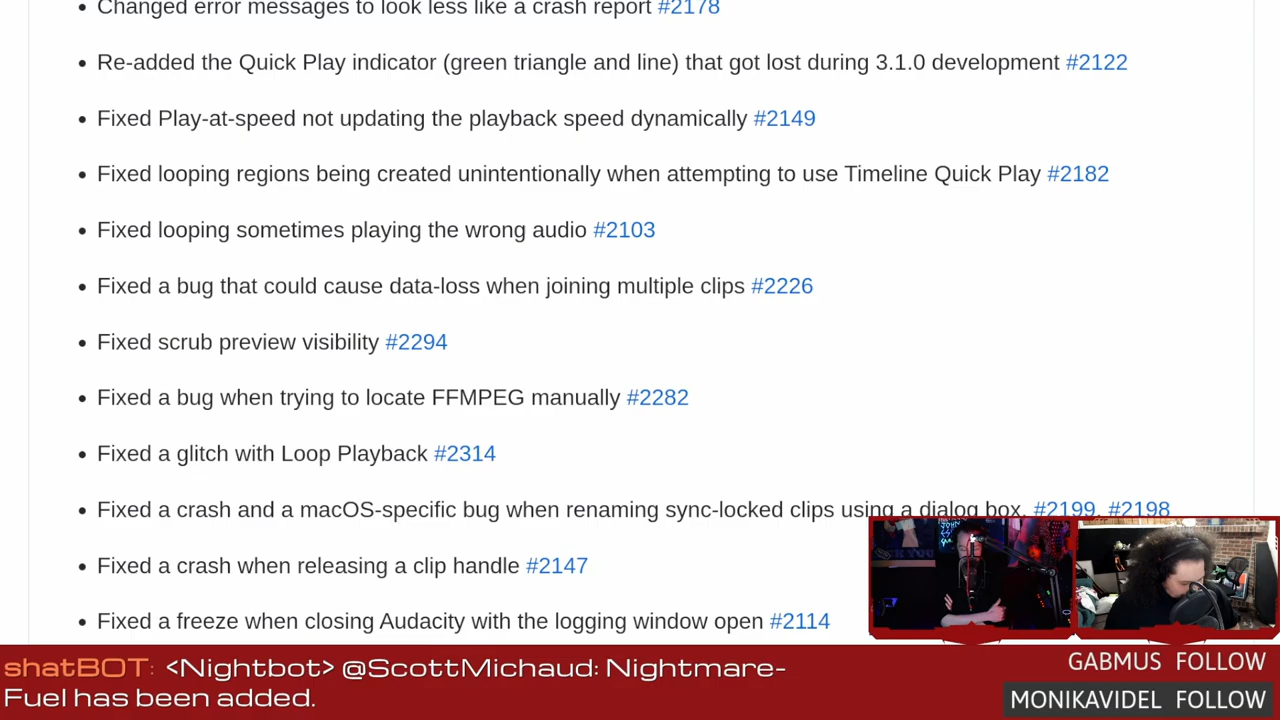 Changed error messages to look less like a crash report #2178
Re-added the Quick Play indicator (green triangle and line) that got lost during 3.1.0 development #2122
Fixed Play-at-speed not updating the playback speed dynamically #2149
Fixed looping regions being created unintentionally when attempting to use Timeline Quick Play #2182
Fixed looping sometimes playing the wrong audio #2103
Fixed a bug that could cause data-loss when joining multiple clips #2226
Fixed scrub preview visibility #2294
Fixed a bug when trying to locate FFMPEG manually #2282
Fixed a glitch with Loop Playback #2314
Fixed a crash and a macOS-specific bug when renaming sync-locked clips using a dialog box. #2199, #2198
Fixed a crash when releasing a clip handle #2147
Fixed a freeze when closing Audacity with the logging window open #2114
shatBOT: <Nightbot> @ScottMichaud: Nightmare-
Fuel has been added.
GABMUS FOLLOW
MONIKAVIDEL FOLLOW